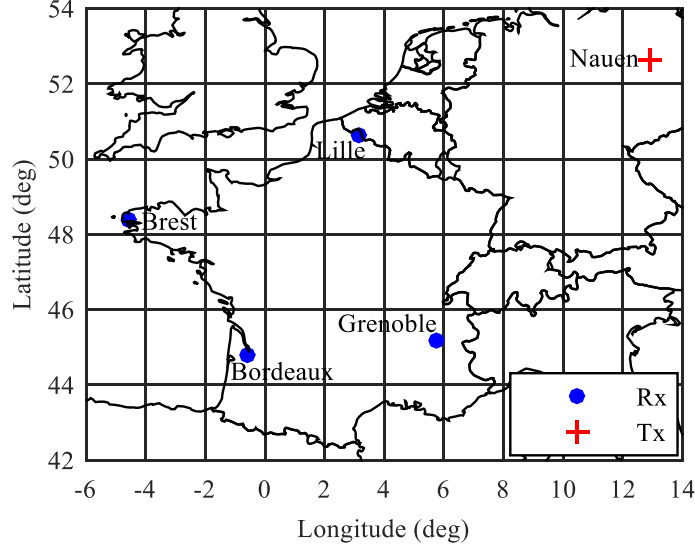 54
52
50
48
46
44
42
Latitude (deg)
Nauen
Lille
Brest
Grenoble
Bordeaux
Rx
Tx
-6 -4 -2 0 2 4 6 8 10 12 14
Longitude (deg)